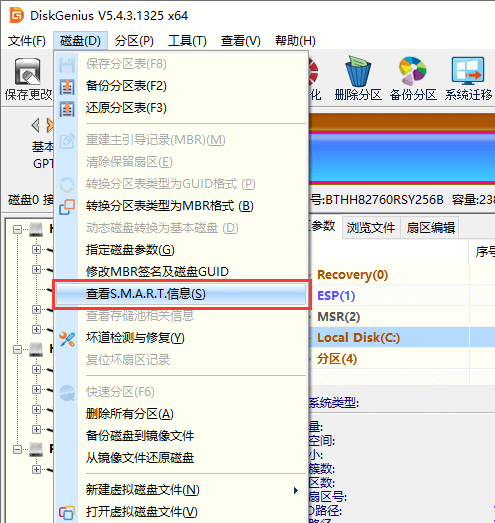 DiskGenius V5.4.3.1325 x64
文件(F) 磁盘(D) 分区(P) 工具(T) 查看(V) 帮助(H)
保存更改 化 删除分区 备份分区 系统迁移
保存分区表(F8)
备份分区表(F2)
还原分区表(F3)
重建主引导记录(MBR)(M)
清除保留扇区(E)
转换分区表类型为GUID格式 (P)
转换分区表类型为MBR格式 (B)
动态磁盘转换为基本磁盘 (D)
指定磁盘参数(G)
修改MBR签名及磁盘GUID
查看S.M.A.R.T.信息(S)
查看存储池相关信息
坏道检测与修复(Y)
复位坏扇区记录
快速分区(F6)
删除所有分区(A)
备份磁盘到镜像文件
从镜像文件还原磁盘
新建虚拟磁盘文件(N)
打开虚拟磁盘文件(V)
基本
GPT
磁盘0 接
号:BTHH82760RSY256B 容量:238
参数 浏览文件 扇区编辑
序号
Recovery(0)
ESP(1)
MSR(2)
Local Disk(C:)
分区(4)
系统类型:
量:
空间:
小:
簇数:
区数:
扇区号:
D路径: